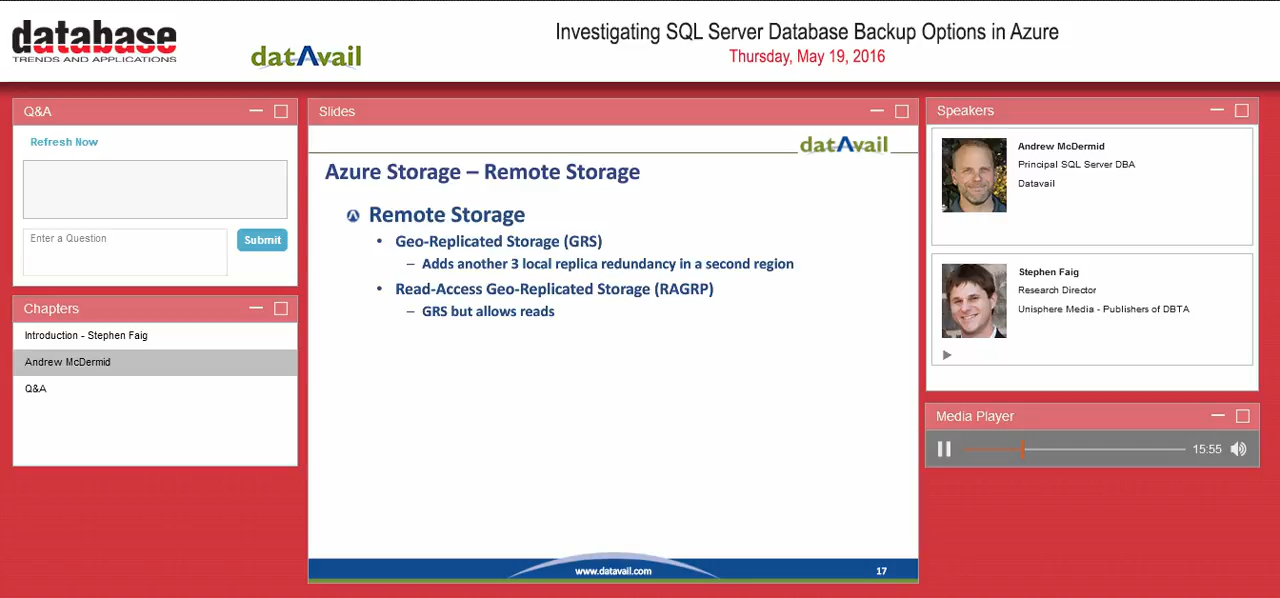 database
TRENDS AND APPLICATIONS
datAvail
Investigating SQL Server Database Backup Options in Azure
Thursday, May 19, 2016
Q&A
Refresh Now
Enter a Question
Submit
Chapters
Introduction - Stephen Faig
Andrew McDermid
Q&A
Slides
datAvail
Azure Storage – Remote Storage
Remote Storage
• Geo-Replicated Storage (GRS)
– Adds another 3 local replica redundancy in a second region
• Read-Access Geo-Replicated Storage (RAGRP)
– GRS but allows reads
www.datavail.com
17
Speakers
Andrew McDermid
Principal SQL Server DBA
Datavail
Stephen Faig
Research Director
Unisphere Media - Publishers of DBTA
Media Player
15:55